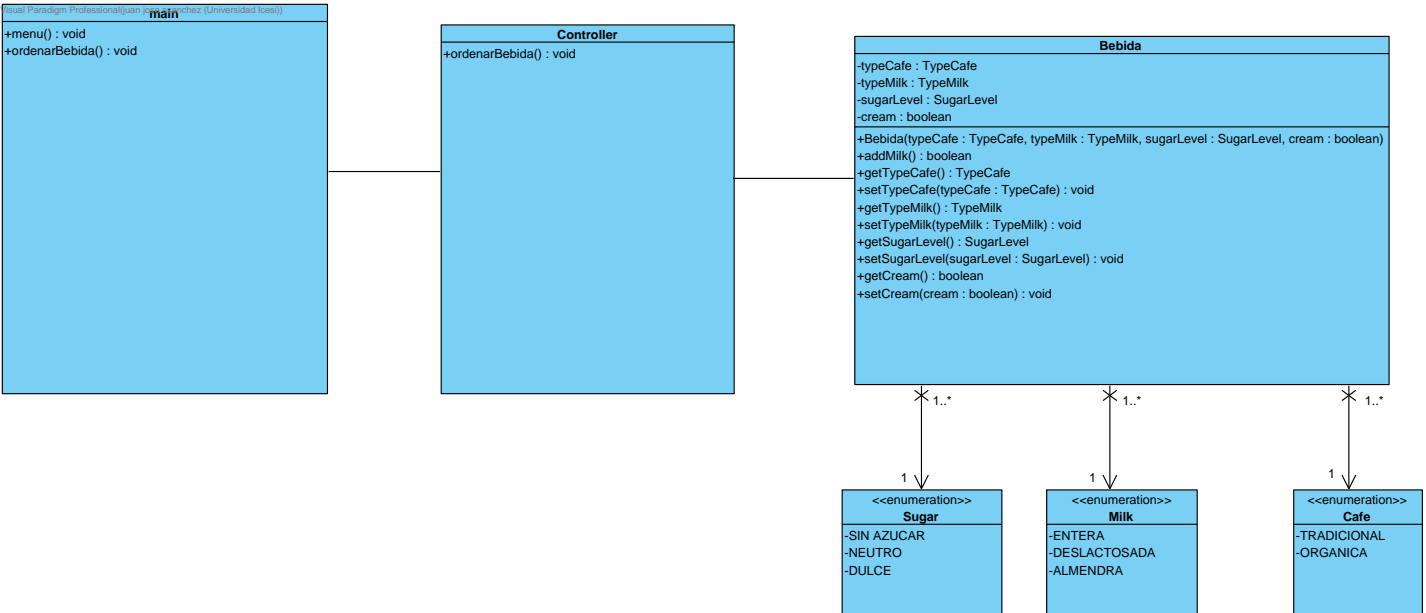 Visual Paradigm Professional(juan jose sanchez (Universidad Icesi))
main
+menu() : void
+ordenarBebida() : void
Controller
+ordenarBebida() : void
Bebida
-typeCafe : TypeCafe
-typeMilk : TypeMilk
-sugarLevel : SugarLevel
-cream : boolean
+Bebida(typeCafe : TypeCafe, typeMilk : TypeMilk, sugarLevel : SugarLevel, cream : boolean)
+addMilk() : boolean
+getTypeCafe() : TypeCafe
+setTypeCafe(typeCafe : TypeCafe) : void
+getTypeMilk() : TypeMilk
+setTypeMilk(typeMilk : TypeMilk) : void
+getSugarLevel() : SugarLevel
+setSugarLevel(sugarLevel : SugarLevel) : void
+getCream() : boolean
+setCream(cream : boolean) : void
1..*
1..*
1..*
1
1
1
<<enumeration>>
Sugar
-SIN AZUCAR
-NEUTRO
-DULCE
<<enumeration>>
Milk
-ENTERA
-DESLACTOSADA
-ALMENDRA
<<enumeration>>
Cafe
-TRADICIONAL
-ORGANICA